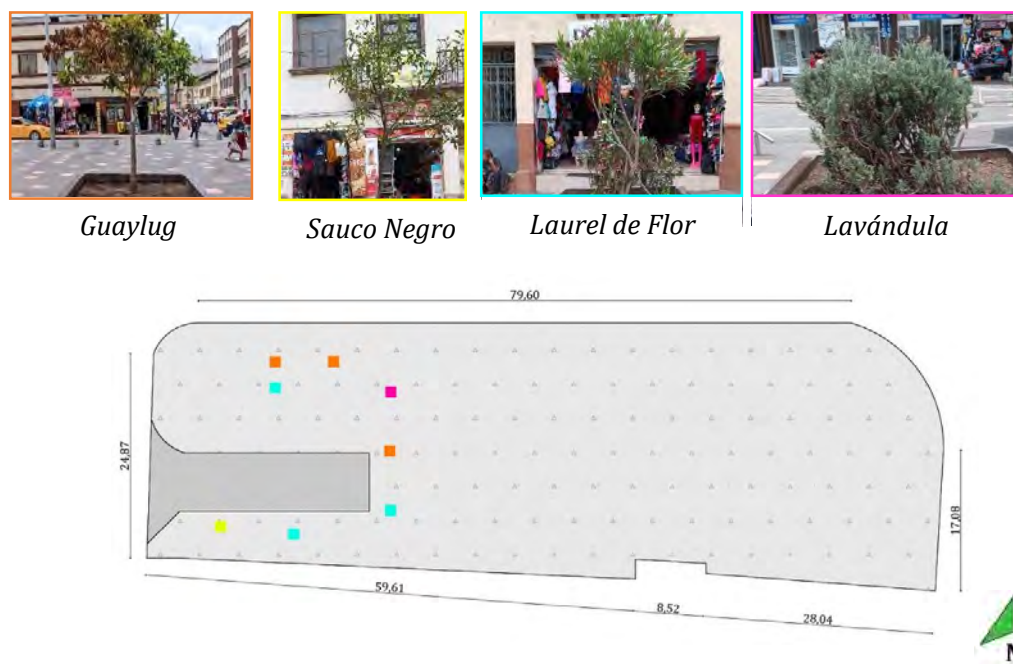 Guaylug
Sauco Negro
Laurel de Flor
Lavándula
79,60
24,87
17,08
59,61
8,52
28,04